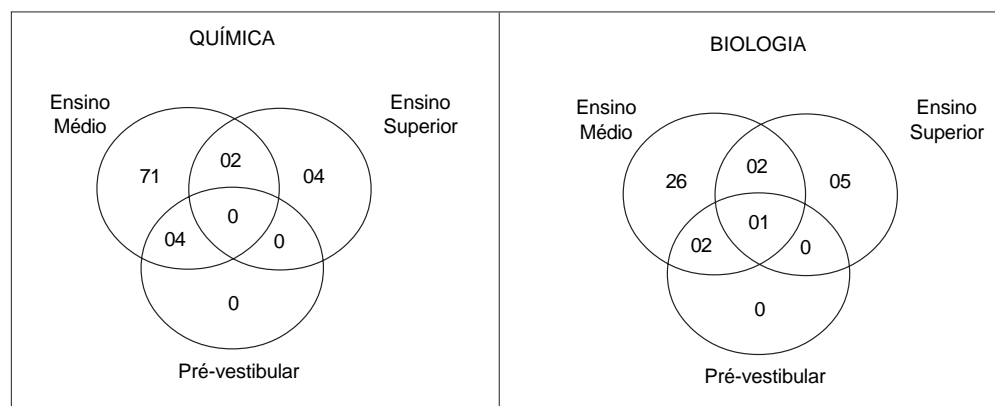 QUÍMICA
Ensino
Médio
Ensino
Superior
71
02
04
0
04
0
0
Pré-vestibular
BIOLOGIA
Ensino
Médio
Ensino
Superior
26
02
05
01
02
0
0
Pré-vestibular